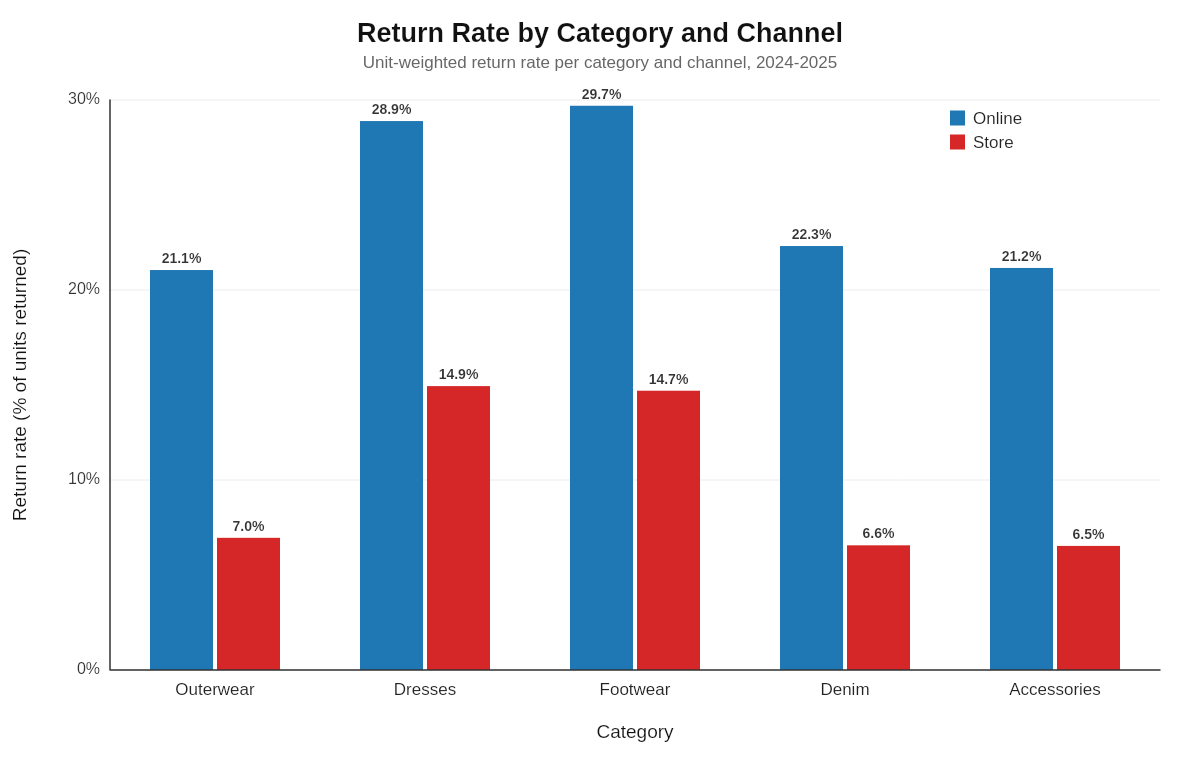 Return Rate by Category and Channel
Unit-weighted return rate per category and channel, 2024-2025
Return rate (% of units returned)
30%
20%
10%
0%
21.1%
7.0%
28.9%
14.9%
29.7%
14.7%
22.3%
6.6%
21.2%
6.5%
Online
Store
Outerwear
Dresses
Footwear
Denim
Accessories
Category